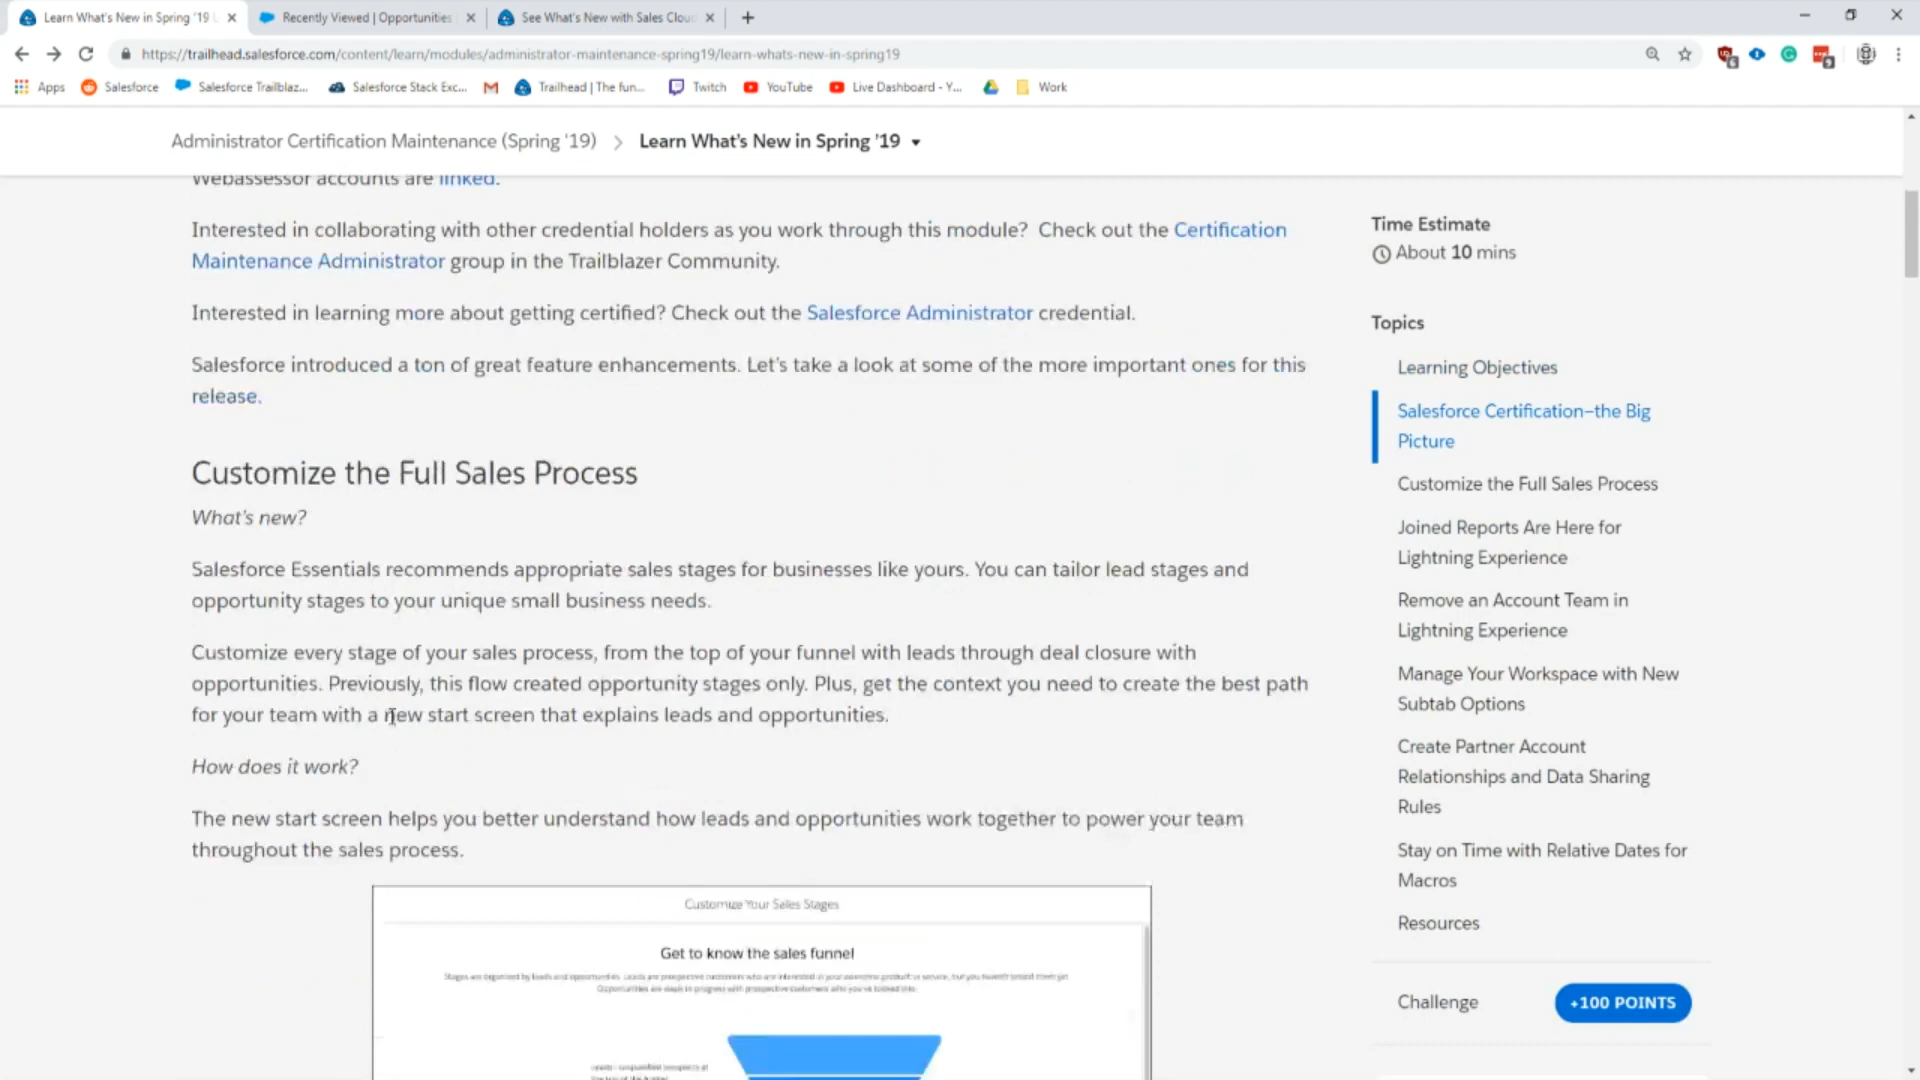 Learn What's New in Spring '19
Recently Viewed | Opportunities
See What's New with Sales Clou
https://trailhead.salesforce.com/content/learn/modules/administrator-maintenance-spring19/learn-whats-new-in-spring19
Apps
Salesforce
Salesforce Trailblaz...
Salesforce Stack Exc...
Trailhead | The fun...
Twitch
YouTube
Live Dashboard - Y...
Work
Administrator Certification Maintenance (Spring '19)
Learn What's New in Spring '19
Webassessor accounts are linked.
Interested in collaborating with other credential holders as you work through this module? Check out the Certification
Maintenance Administrator group in the Trailblazer Community.
Interested in learning more about getting certified? Check out the Salesforce Administrator credential.
Salesforce introduced a ton of great feature enhancements. Let's take a look at some of the more important ones for this
release.
Customize the Full Sales Process
What's new?
Salesforce Essentials recommends appropriate sales stages for businesses like yours. You can tailor lead stages and
opportunity stages to your unique small business needs.
Customize every stage of your sales process, from the top of your funnel with leads through deal closure with
opportunities. Previously, this flow created opportunity stages only. Plus, get the context you need to create the best path
for your team with a new start screen that explains leads and opportunities.
How does it work?
The new start screen helps you better understand how leads and opportunities work together to power your team
throughout the sales process.
Customize Your Sales Stages
Get to know the sales funnel
Time Estimate
About 10 mins
Topics
Learning Objectives
Salesforce Certification–the Big
Picture
Customize the Full Sales Process
Joined Reports Are Here for
Lightning Experience
Remove an Account Team in
Lightning Experience
Manage Your Workspace with New
Subtab Options
Create Partner Account
Relationships and Data Sharing
Rules
Stay on Time with Relative Dates for
Macros
Resources
Challenge
+100 POINTS